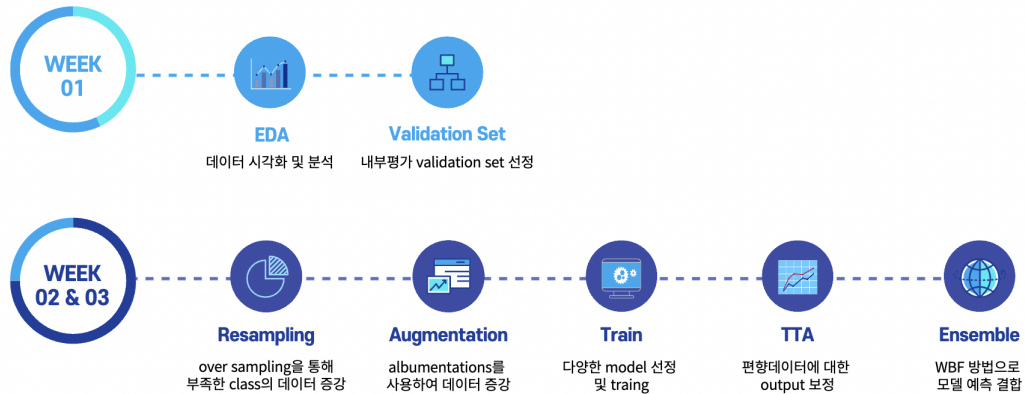 WEEK
01
EDA
데이터 시각화 및 분석
Validation Set
내부평가 validation set 선정
WEEK
02 & 03
Resampling
over sampling을 통해
부족한 class의 데이터 증강
Augmentation
albumentations를
사용하여 데이터 증강
Train
다양한 model 선정
및 traing
TTA
편향데이터에 대한
output 보정
Ensemble
WBF 방법으로
모델 예측 결합